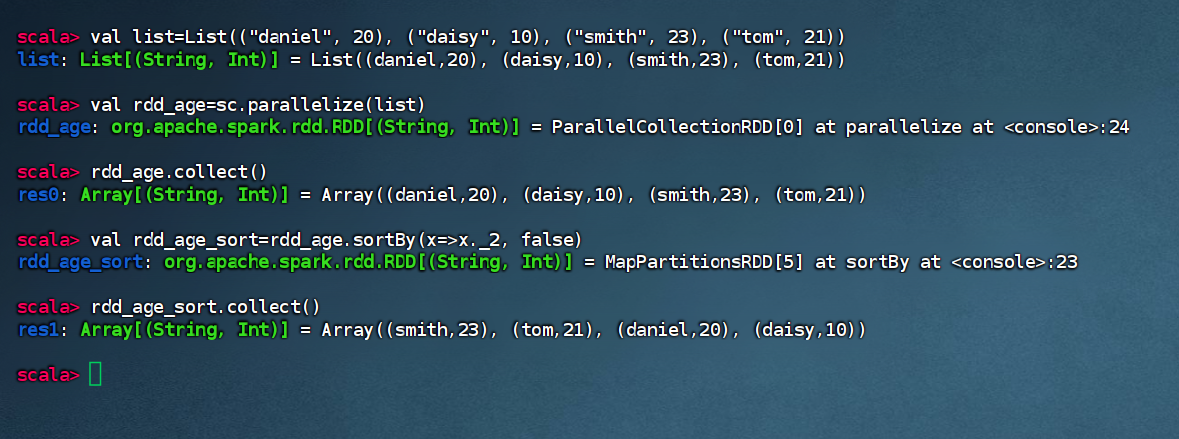 scala> val list=List(("daniel", 20), ("daisy", 10), ("smith", 23), ("tom", 21))
list: List[(String, Int)] = List((daniel,20), (daisy,10), (smith,23), (tom,21))
scala> val rdd_age=sc.parallelize(list)
rdd_age: org.apache.spark.rdd.RDD[(String, Int)] = ParallelCollectionRDD[0] at parallelize at <console>:24
scala> rdd_age.collect()
res0: Array[(String, Int)] = Array((daniel,20), (daisy,10), (smith,23), (tom,21))
scala> val rdd_age_sort=rdd_age.sortBy(x=>x._2, false)
rdd_age_sort: org.apache.spark.rdd.RDD[(String, Int)] = MapPartitionsRDD[5] at sortBy at <console>:23
scala> rdd_age_sort.collect()
res1: Array[(String, Int)] = Array((smith,23), (tom,21), (daniel,20), (daisy,10))
scala>